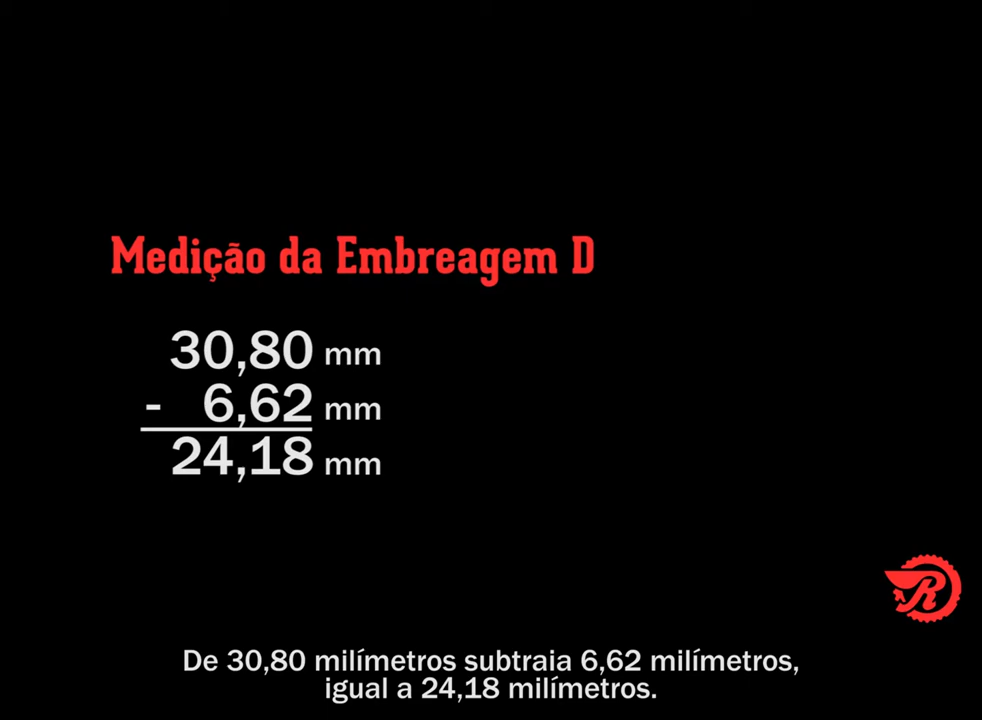 Medição da Embreagem D
30,80 mm
- 6,62 mm
24,18 mm
R
De 30,80 milímetros subtraia 6,62 milímetros,
igual a 24,18 milímetros.